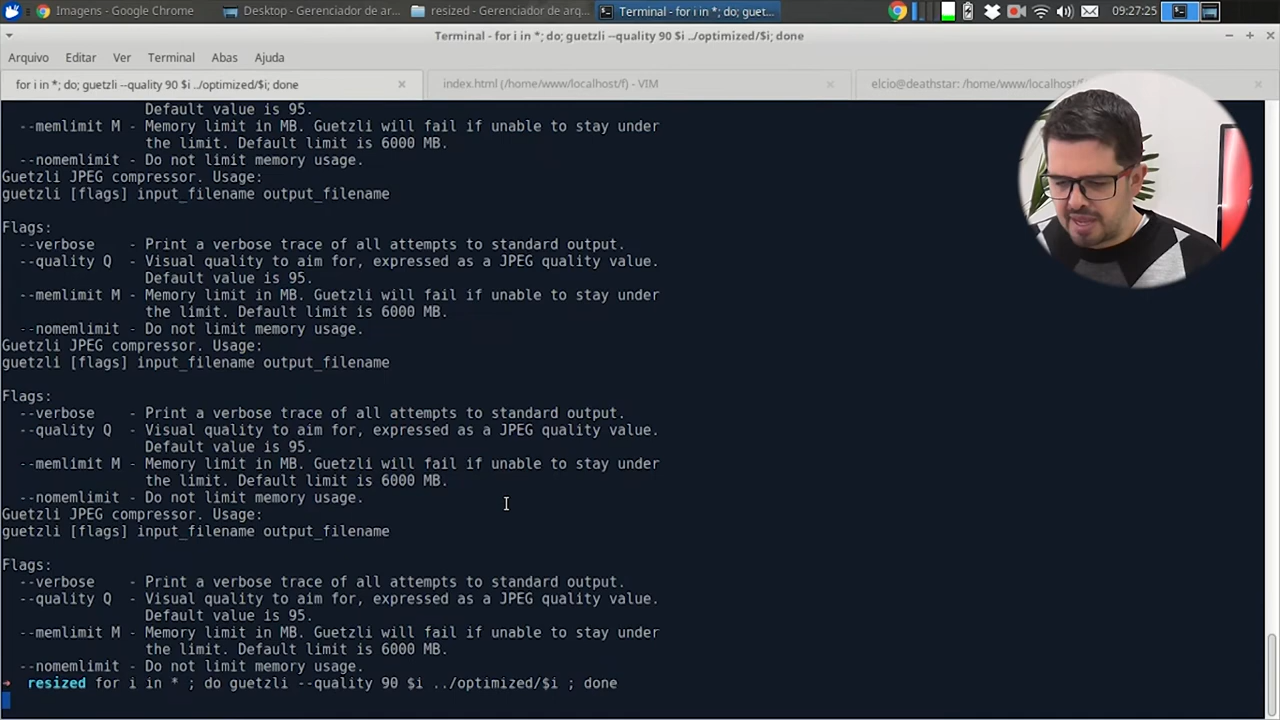 Imagens - Google Chrome
Desktop - Gerenciador de ar...
resized - Gerenciador de arq...
Terminal - for i in *; do; guet...
09:27:25
Terminal - for i in *; do; guetzli --quality 90 $i ../optimized/$i; done
Arquivo Editar Ver Terminal Abas Ajuda
for i in *; do; guetzli --quality 90 $i ../optimized/$i; done
index.html (/home/www/localhost/f) - VIM
elcio@deathstar: /home/www/localhost/f
Default value is 95.
--memlimit M - Memory limit in MB. Guetzli will fail if unable to stay under
the limit. Default limit is 6000 MB.
--nomemlimit - Do not limit memory usage.
Guetzli JPEG compressor. Usage:
guetzli [flags] input_filename output_filename
Flags:
--verbose - Print a verbose trace of all attempts to standard output.
--quality Q - Visual quality to aim for, expressed as a JPEG quality value.
Default value is 95.
--memlimit M - Memory limit in MB. Guetzli will fail if unable to stay under
the limit. Default limit is 6000 MB.
--nomemlimit - Do not limit memory usage.
Guetzli JPEG compressor. Usage:
guetzli [flags] input_filename output_filename
Flags:
--verbose - Print a verbose trace of all attempts to standard output.
--quality Q - Visual quality to aim for, expressed as a JPEG quality value.
Default value is 95.
--memlimit M - Memory limit in MB. Guetzli will fail if unable to stay under
the limit. Default limit is 6000 MB.
--nomemlimit - Do not limit memory usage.
Guetzli JPEG compressor. Usage:
guetzli [flags] input_filename output_filename
Flags:
--verbose - Print a verbose trace of all attempts to standard output.
--quality Q - Visual quality to aim for, expressed as a JPEG quality value.
Default value is 95.
--memlimit M - Memory limit in MB. Guetzli will fail if unable to stay under
the limit. Default limit is 6000 MB.
--nomemlimit - Do not limit memory usage.
→ resized for i in * ; do guetzli --quality 90 $i ../optimized/$i ; done